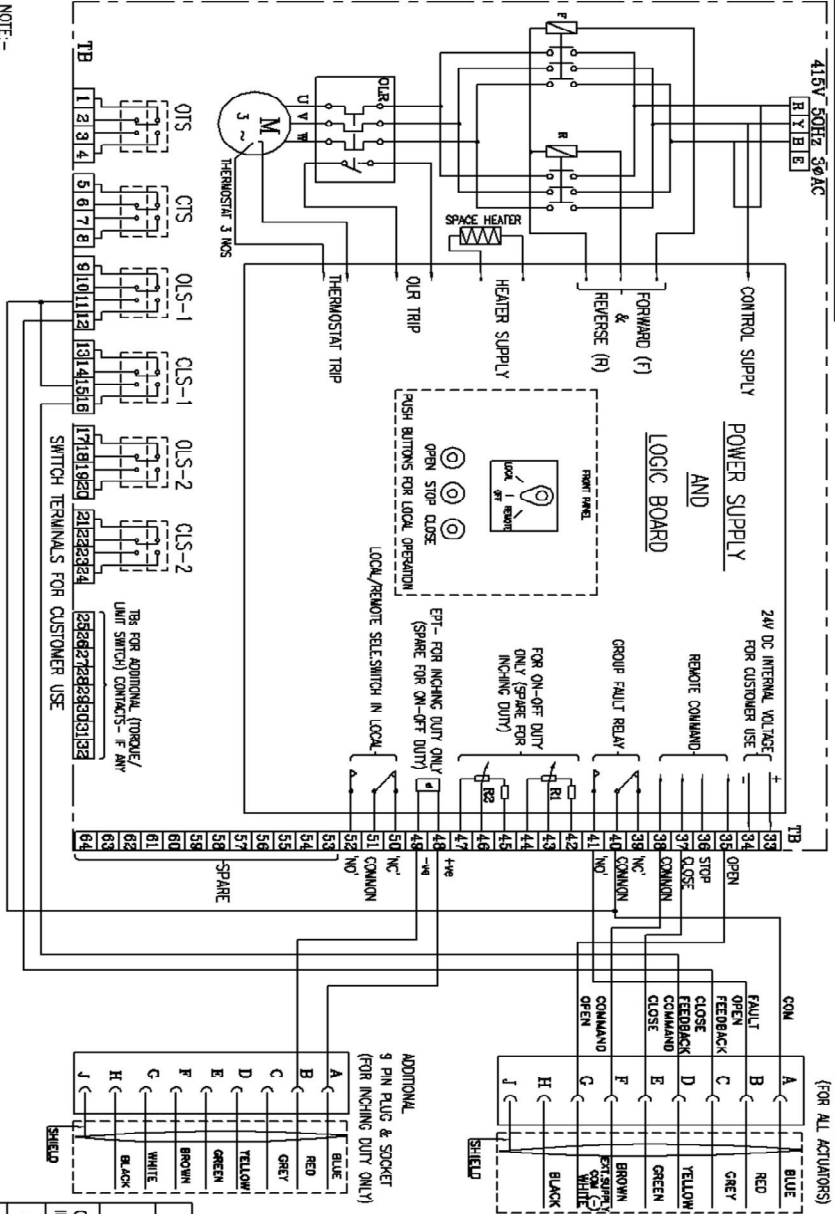 NOTE:-
415V 50Hz 3øAC
R Y B E
F
R
OLR
U V W
M
3 ~
THERMOSTAT 3 NOS
SPACE HEATER
CONTROL SUPPLY
FORWARD (F)
&
REVERSE (R)
HEATER SUPPLY
OLR TRIP
THERMOSTAT TRIP
POWER SUPPLY
AND
LOGIC BOARD
FRONT PANEL
LOCAL
OFF
REMOTE
OPEN STOP CLOSE
PUSH BUTTONS FOR LOCAL OPERATION
24V DC INTERNAL VOLTAGE
FOR CUSTOMER USE
+
-
REMOTE COMMAND
GROUP FAULT RELAY
FOR ON-OFF DUTY
ONLY (SPARE FOR
INCHING DUTY)
R1
R2
EPT- FOR INCHING DUTY ONLY
(SPARE FOR ON-OFF DUTY)
LOCAL/REMOTE SELE.SWITCH IN LOCAL
TB
OTS
1 2 3 4
CTS
5 6 7 8
OLS-1
9 10 11 12
CLS-1
13 14 15 16
OLS-2
17 18 19 20
CLS-2
21 22 23 24
25 26 27 28 29 30 31 32
TBs FOR ADDITIONAL (TORQUE/
LIMIT SWITCH) CONTACTS- IF ANY
SWITCH TERMINALS FOR CUSTOMER USE
TB
33
34
35 OPEN
36 STOP
37 CLOSE
38 COMMON
39 'NC'
40 COMMON
41 'NO'
42
43
44
45
46
47
48 +ve
49 -ve
50 'NC'
51 COMMON
52 'NO'
53
54
55
56
57
58
59
60
61
62
63
64
SPARE
(FOR ALL ACTUATORS)
COM A BLUE
FAULT B RED
OPEN
FEEDBACK C GREY
CLOSE
FEEDBACK D YELLOW
COMMAND
CLOSE E GREEN
F BROWN
EXT.SUPPLY
COM (-)
COMMAND
OPEN G WHITE
H BLACK
J
SHIELD
ADDITIONAL
9 PIN PLUG & SOCKET
(FOR INCHING DUTY ONLY)
A BLUE
B RED
C GREY
D YELLOW
E GREEN
F BROWN
G WHITE
H BLACK
J
SHIELD